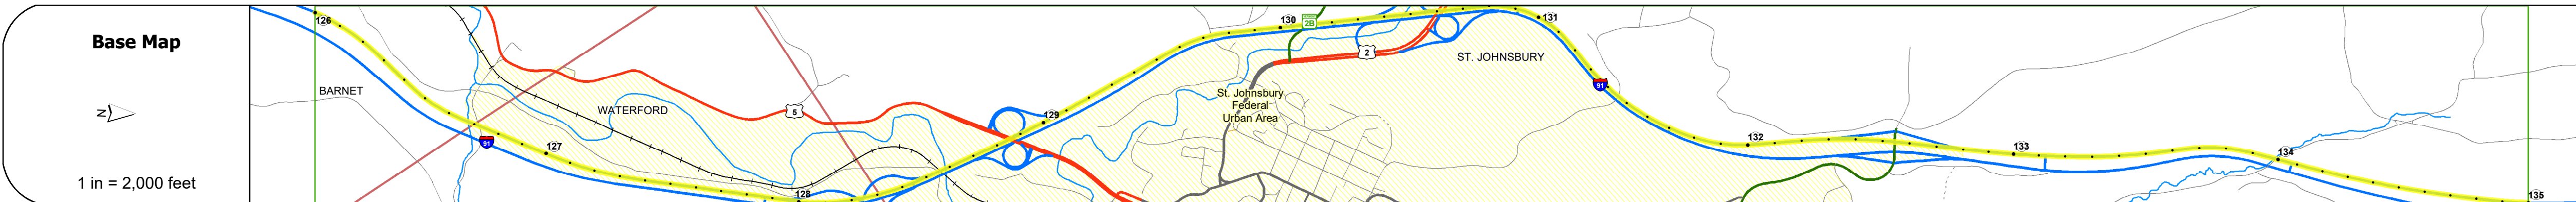 Base Map
N
1 in = 2,000 feet
126
BARNET
91
127
WATERFORD
5
128
129
130
2B
2
St. Johnsbury
Federal
Urban Area
ST. JOHNSBURY
131
91
132
133
134
135